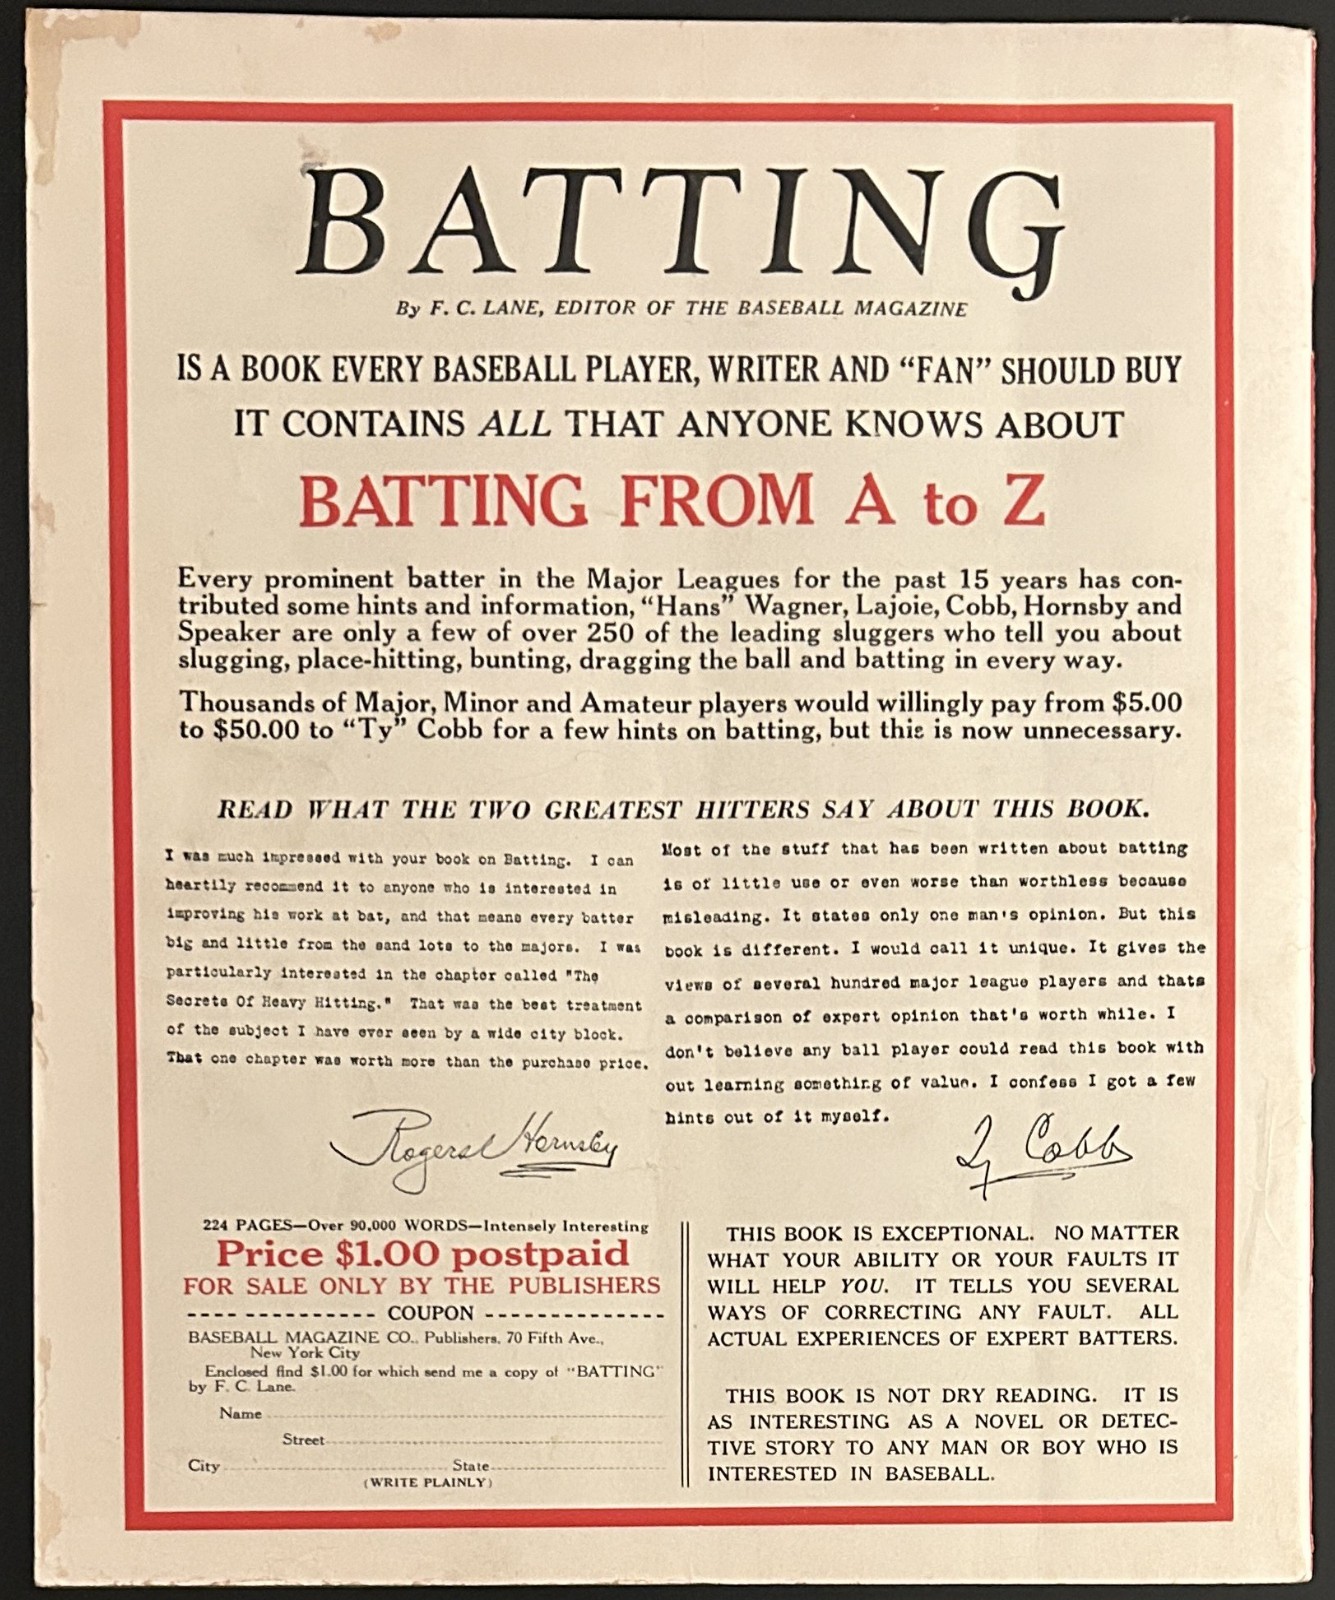 BATTING
By F. C. LANE, EDITOR OF THE BASEBALL MAGAZINE
IS A BOOK EVERY BASEBALL PLAYER, WRITER AND “FAN” SHOULD BUY
IT CONTAINS ALL THAT ANYONE KNOWS ABOUT
BATTING FROM A to Z
Every prominent batter in the Major Leagues for the past 15 years has con-
tributed some hints and information, “Hans” Wagner, Lajoie, Cobb, Hornsby and
Speaker are only a few of over 250 of the leading sluggers who tell you about
slugging, place-hitting, bunting, dragging the ball and batting in every way.
Thousands of Major, Minor and Amateur players would willingly pay from $5.00
to $50.00 to “Ty” Cobb for a few hints on batting, but this is now unnecessary.
READ WHAT THE TWO GREATEST HITTERS SAY ABOUT THIS BOOK.
I was much impressed with your book on Batting. I can
heartily recommend it to anyone who is interested in
improving his work at bat, and that means every batter
big and little from the sand lots to the majors. I was
particularly interested in the chapter called "The
Secrets Of Heavy Hitting." That was the best treatment
of the subject I have ever seen by a wide city block.
That one chapter was worth more than the purchase price.
Rogers Hornsby
Most of the stuff that has been written about batting
is of little use or even worse than worthless because
misleading. It states only one man's opinion. But this
book is different. I would call it unique. It gives the
views of several hundred major league players and thats
a comparison of expert opinion that's worth while. I
don't believe any ball player could read this book with
out learning something of value. I confess I got a few
hints out of it myself.
Ty Cobb
224 PAGES—Over 90,000 WORDS—Intensely Interesting
Price $1.00 postpaid
FOR SALE ONLY BY THE PUBLISHERS
COUPON
BASEBALL MAGAZINE CO., Publishers, 70 Fifth Ave.,
New York City
Enclosed find $1.00 for which send me a copy of “BATTING”
by F. C. Lane.
Name
Street
City State
(WRITE PLAINLY)
THIS BOOK IS EXCEPTIONAL. NO MATTER
WHAT YOUR ABILITY OR YOUR FAULTS IT
WILL HELP YOU. IT TELLS YOU SEVERAL
WAYS OF CORRECTING ANY FAULT. ALL
ACTUAL EXPERIENCES OF EXPERT BATTERS.
THIS BOOK IS NOT DRY READING. IT IS
AS INTERESTING AS A NOVEL OR DETEC-
TIVE STORY TO ANY MAN OR BOY WHO IS
INTERESTED IN BASEBALL.